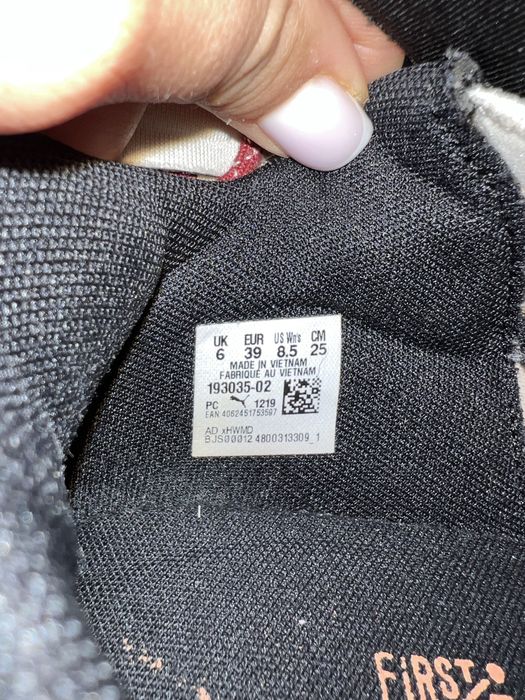 UK EUR US Wn's CM
6 39 8.5 25
MADE IN VIETNAM
FABRIQUÉ AU VIETNAM
193035-02
PC 1219
EAN:4062451753597
AD xHWMD
BJS00012 4800313309_1
FiRST